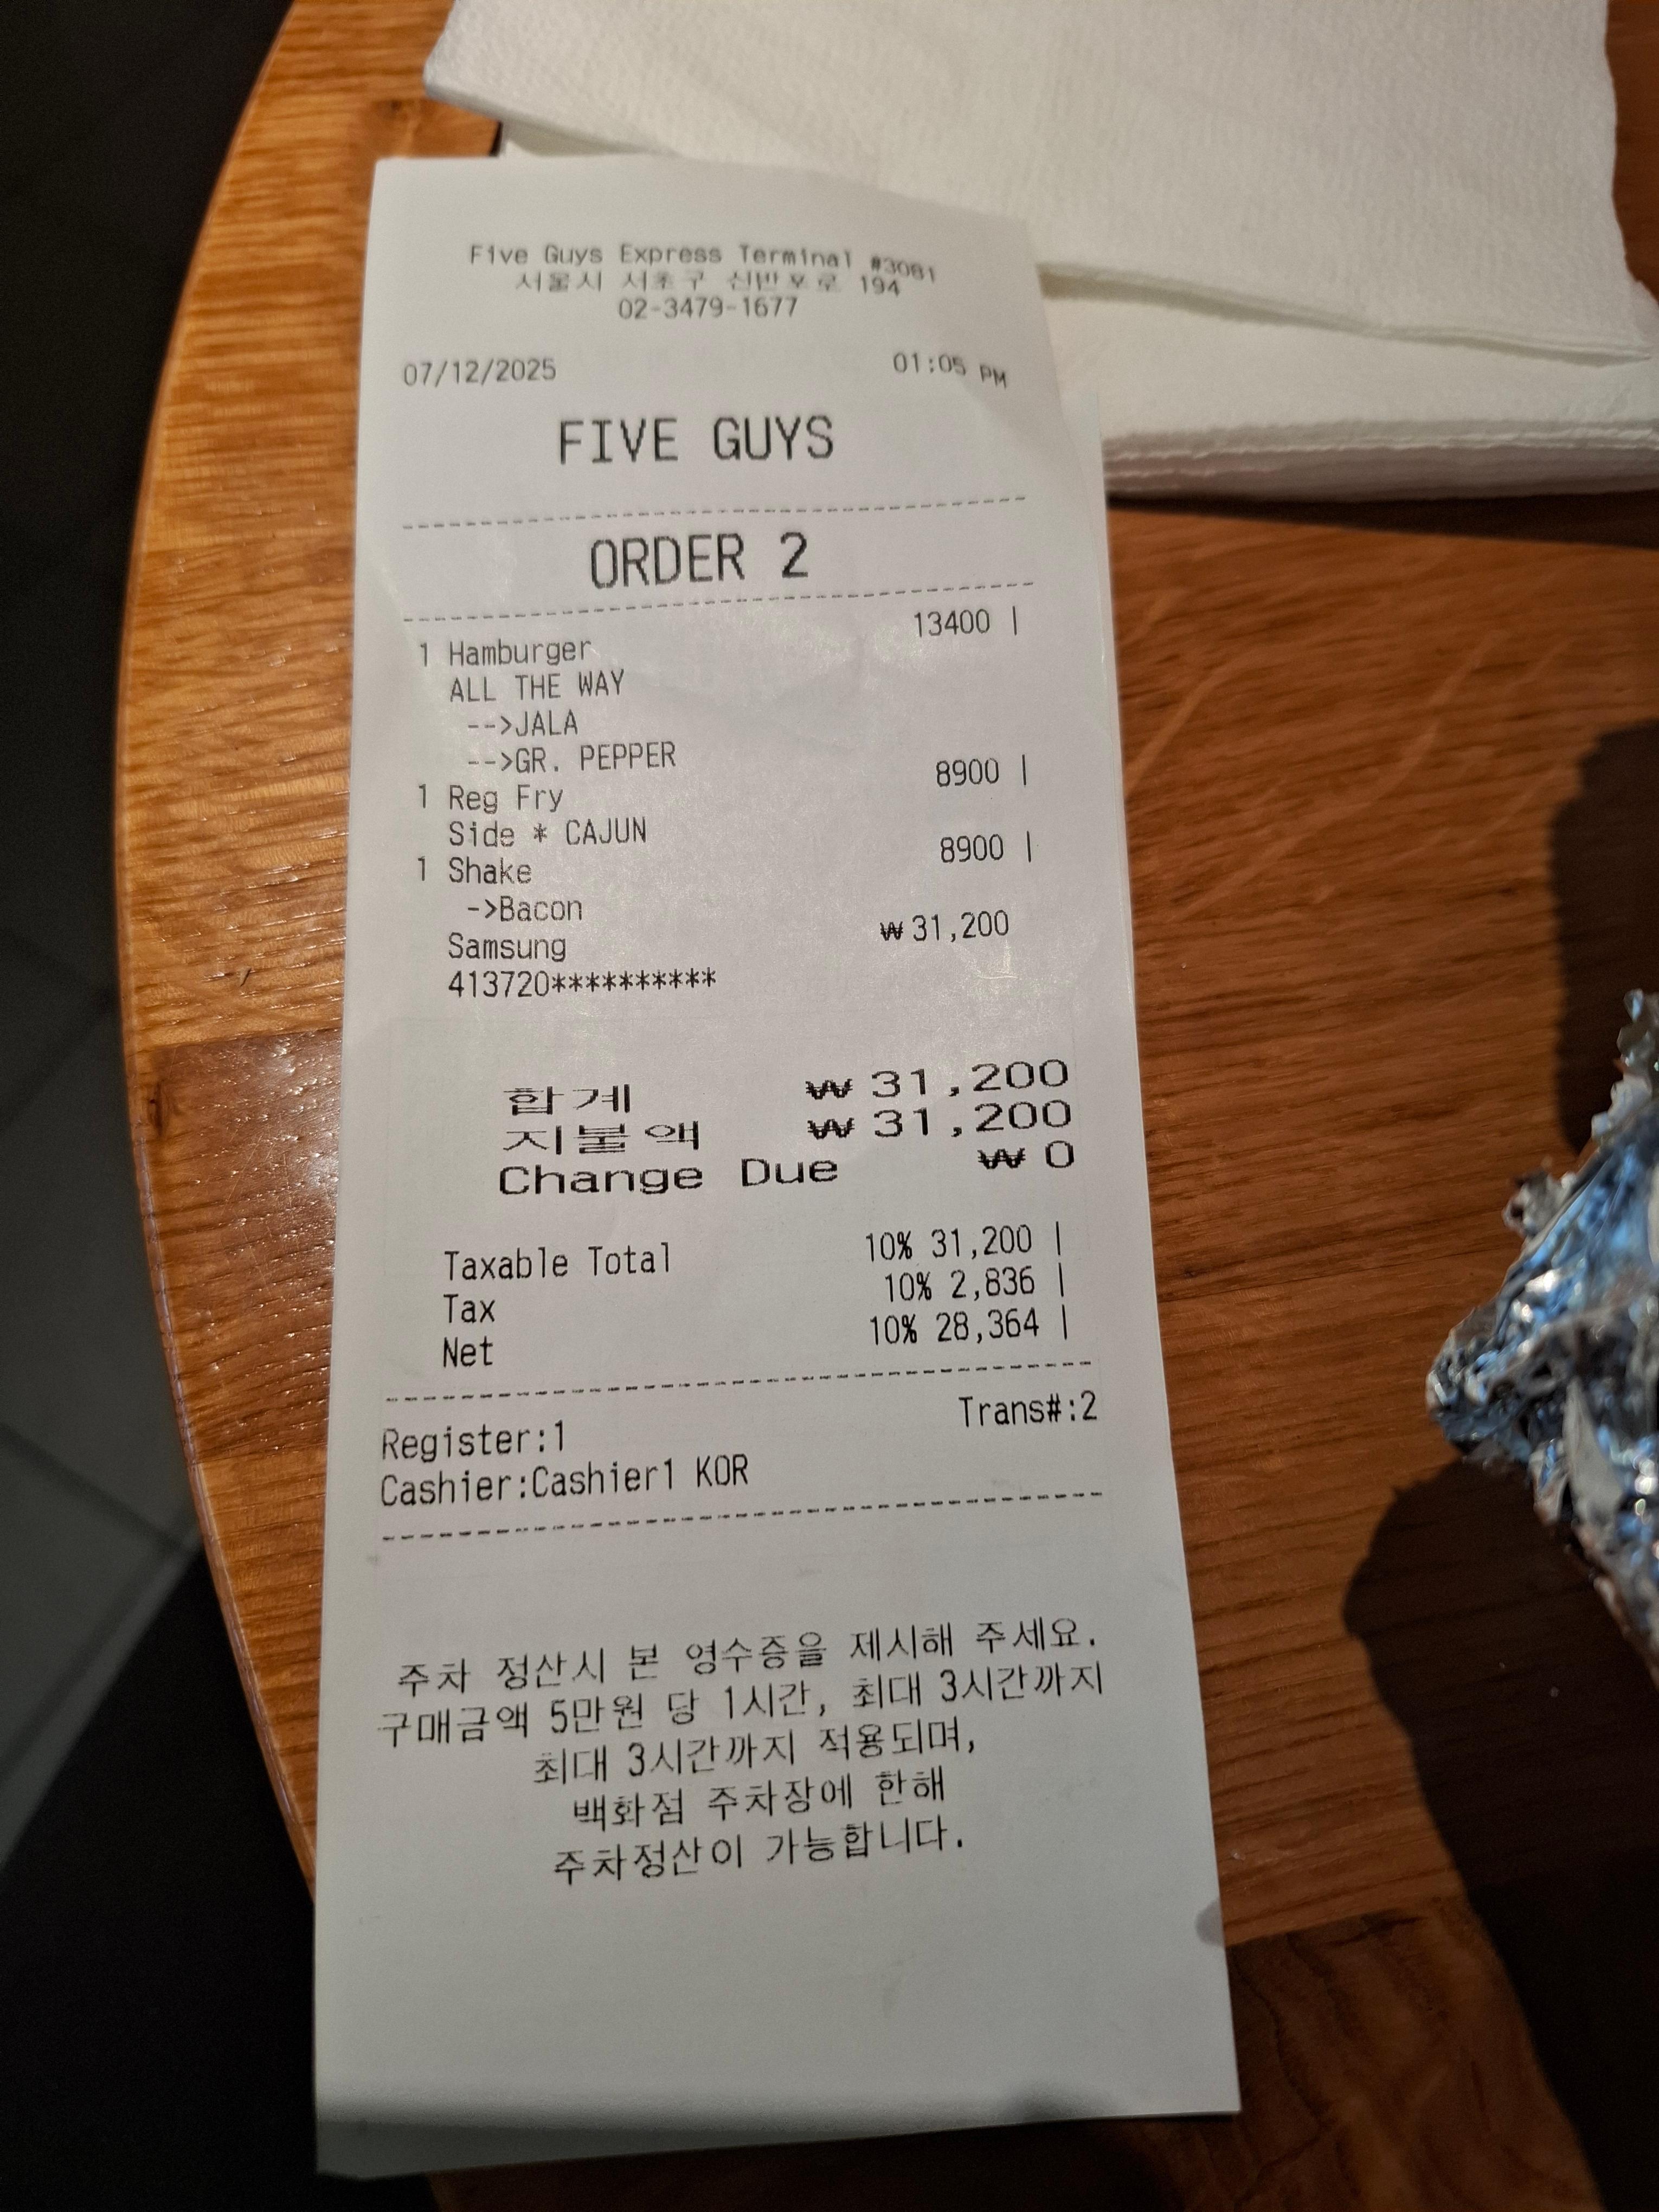 Five Guys Express Terminal #3081
서울시 서초구 신반포로 194
02-3479-1677
07/12/2025 01:05 PM
FIVE GUYS
ORDER 2
1 Hamburger 13400 |
ALL THE WAY
-->JALA
-->GR. PEPPER
1 Reg Fry 8900 |
Side * CAJUN
1 Shake 8900 |
->Bacon
Samsung ₩31,200
413720**********
합계 ₩31,200
지불액 ₩31,200
Change Due ₩0
Taxable Total 10% 31,200 |
Tax 10% 2,836 |
Net 10% 28,364 |
Register:1 Trans#:2
Cashier:Cashier1 KOR
주차 정산시 본 영수증을 제시해 주세요.
구매금액 5만원 당 1시간, 최대 3시간까지
최대 3시간까지 적용되며,
백화점 주차장에 한해
주차정산이 가능합니다.